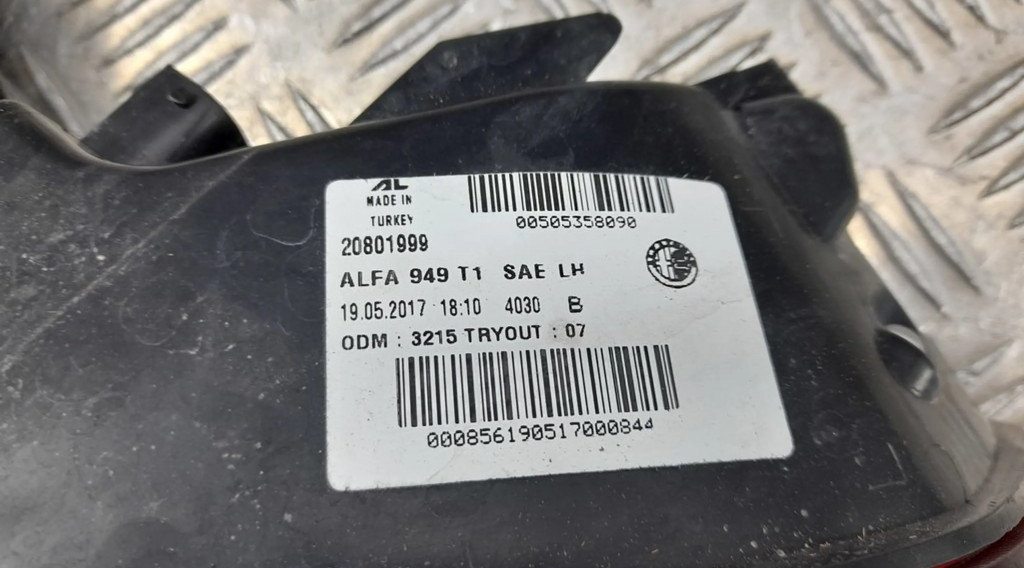 AL
MADE IN
TURKEY
00505358090
20801999
ALFA 949 T1 SAE LH
19.05.2017 18:10 4030 B
ODM : 3215 TRYOUT : 07
000856190517000844